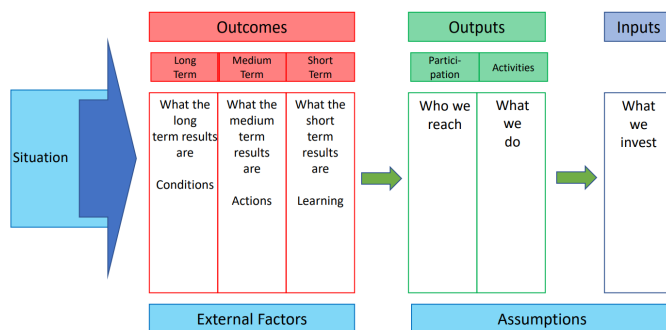 Outcomes
Outputs
Inputs
Long
Term
Medium
Term
Short
Term
Partici-
pation
Activities
Situation
What the
long
term results
are
Conditions
What the
medium
term
results
are
Actions
What the
short
term
results
are
Learning
Who we
reach
What
we
do
What
we
invest
External Factors
Assumptions